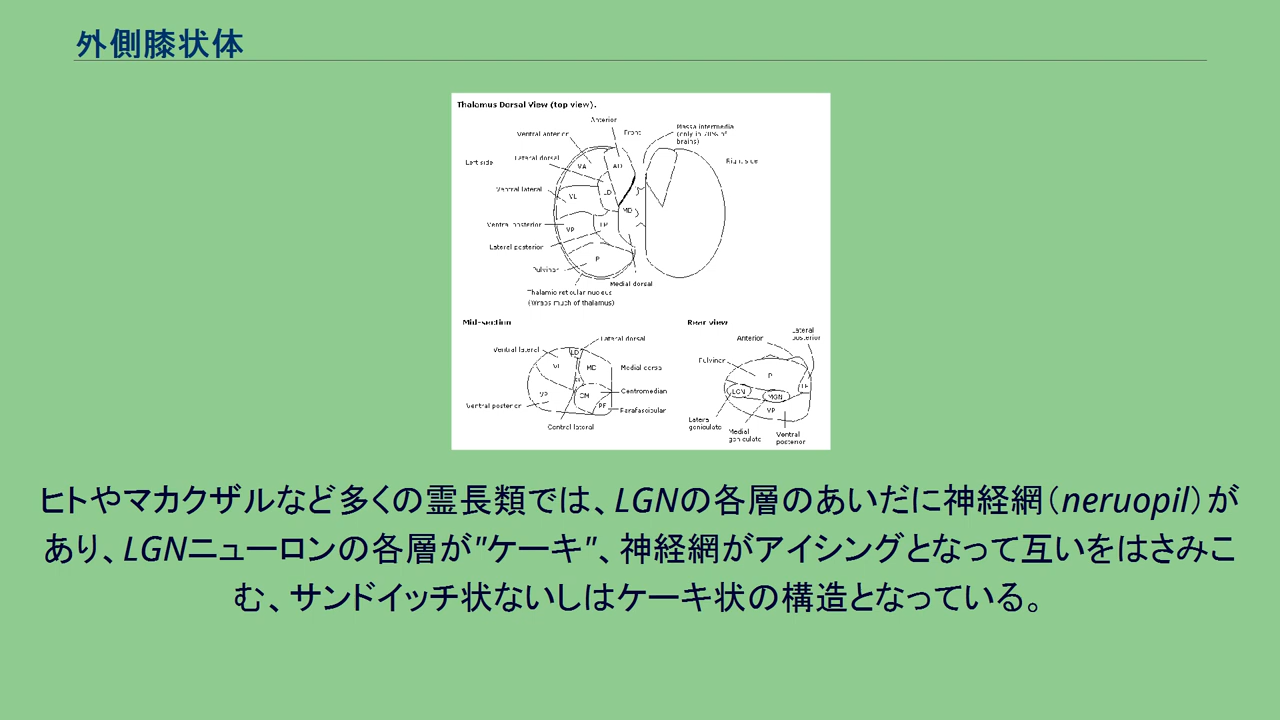 外側膝状体
Thalamus Dorsal View (top view).
Anterior
Front
Massa intermedia
(only in 70% of
brains)
Ventral anterior
Left side
Lateral dorsal
Right side
VA
AD
Ventral lateral
VL
LD
MD
Ventral posterior
VP
LP
Lateral posterior
P
Pulvinar
Medial dorsal
Thalamic reticular nucleus
(Wraps much of thalamus)
Mid-section
Lateral dorsal
Ventral lateral
LD
VL
MD
Medial dorsal
CM
Centromedian
VP
PF
Ventral posterior
Parafascicular
Central lateral
Rear view
Lateral
posterior
Anterior
Pulvinar
P
LP
LGN
MGN
VP
Lateral
geniculate
Medial
geniculate
Ventral
posterior
ヒトやマカクザルなど多くの霊長類では、LGNの各層のあいだに神経網（neruopil）が
あり、LGNニューロンの各層が"ケーキ"、神経網がアイシングとなって互いをはさみこ
む、サンドイッチ状ないしはケーキ状の構造となっている。